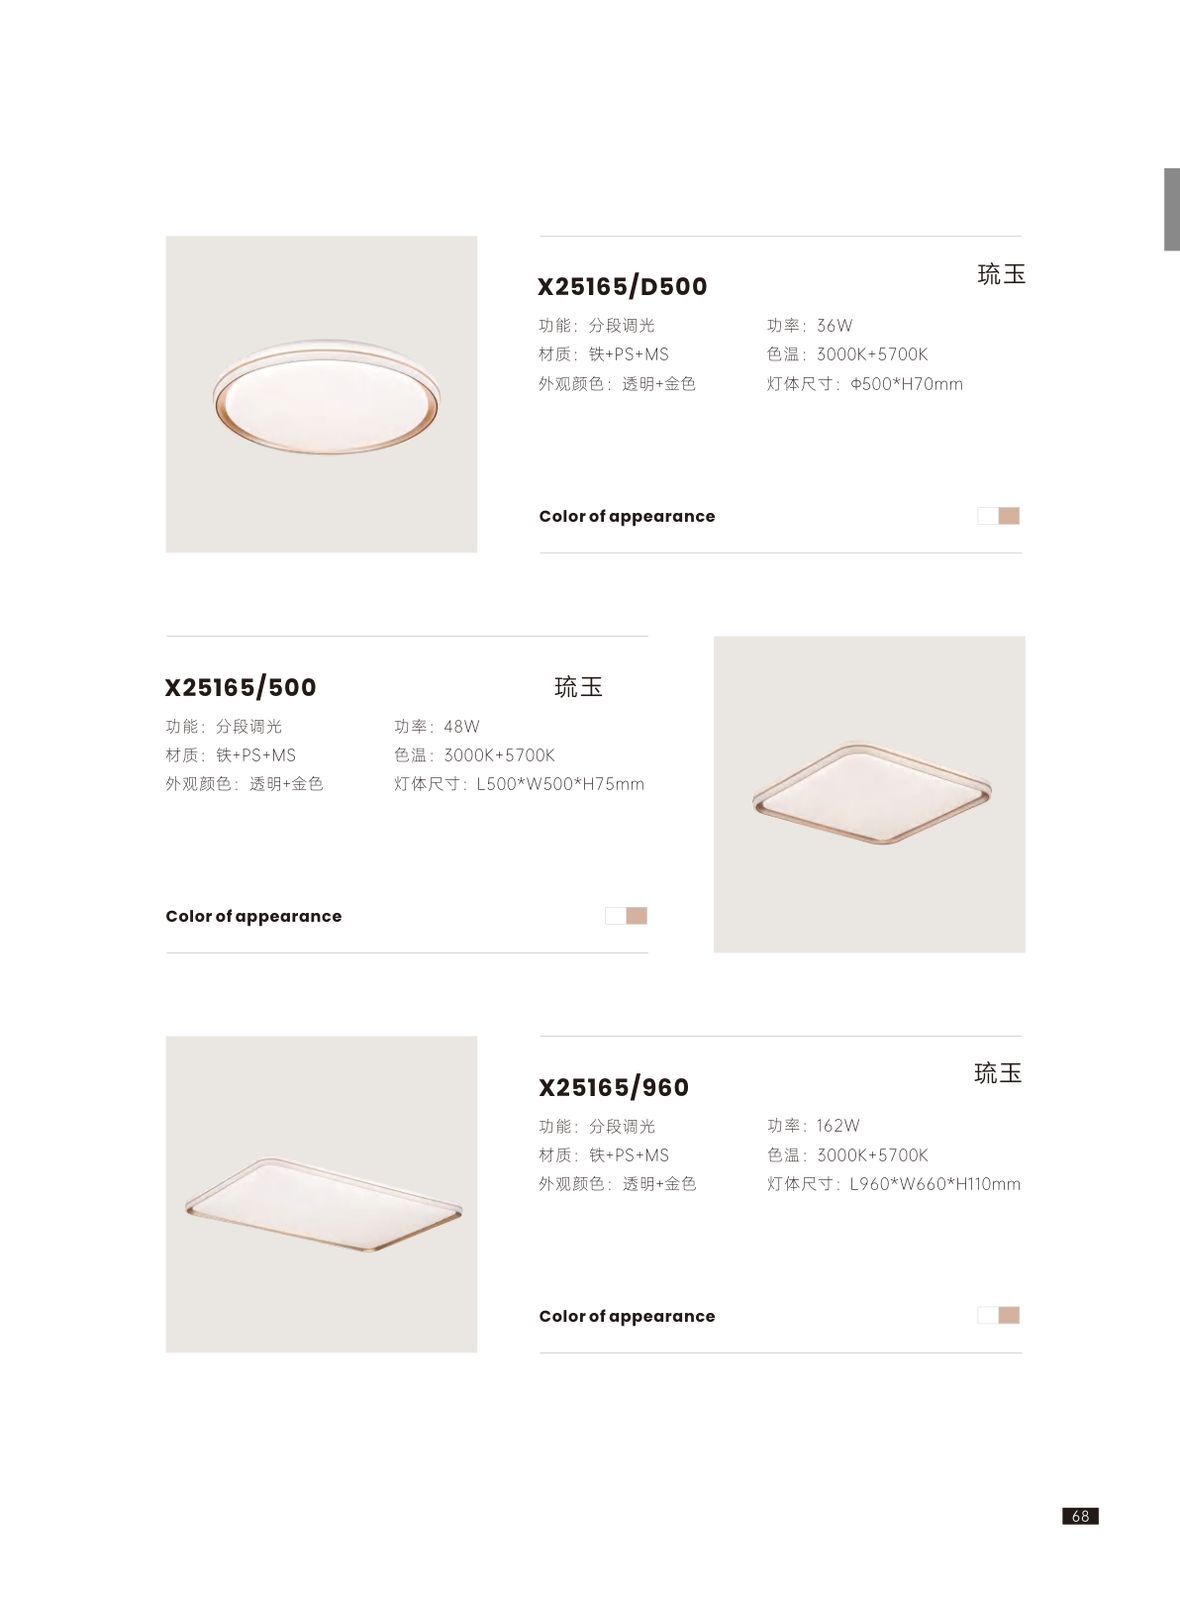 X25165/D500
琉玉
功能：分段调光
功率：36W
材质：铁+PS+MS
色温：3000K+5700K
外观颜色：透明+金色
灯体尺寸：Φ500*H70mm
Color of appearance
X25165/500
琉玉
功能：分段调光
功率：48W
材质：铁+PS+MS
色温：3000K+5700K
外观颜色：透明+金色
灯体尺寸：L500*W500*H75mm
Color of appearance
X25165/960
琉玉
功能：分段调光
功率：162W
材质：铁+PS+MS
色温：3000K+5700K
外观颜色：透明+金色
灯体尺寸：L960*W660*H110mm
Color of appearance
68